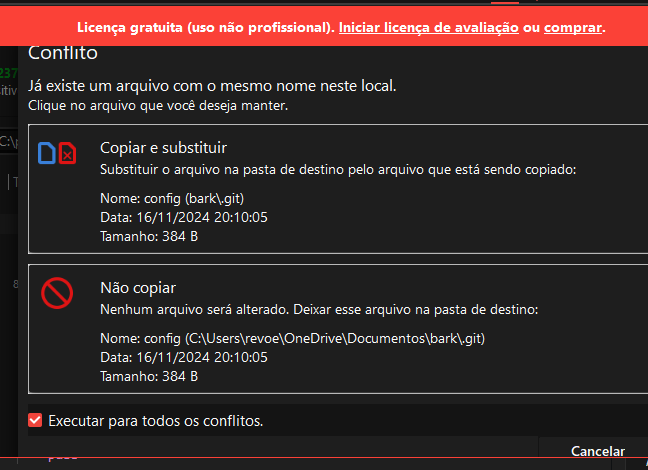 Licença gratuita (uso não profissional). Iniciar licença de avaliação ou comprar.
Conflito
Já existe um arquivo com o mesmo nome neste local.
Clique no arquivo que você deseja manter.
Copiar e substituir
Substituir o arquivo na pasta de destino pelo arquivo que está sendo copiado:
Nome: config (bark\.git)
Data: 16/11/2024 20:10:05
Tamanho: 384 B
Não copiar
Nenhum arquivo será alterado. Deixar esse arquivo na pasta de destino:
Nome: config (C:\Users\revoe\OneDrive\Documentos\bark\.git)
Data: 16/11/2024 20:10:05
Tamanho: 384 B
Executar para todos os conflitos.
Cancelar